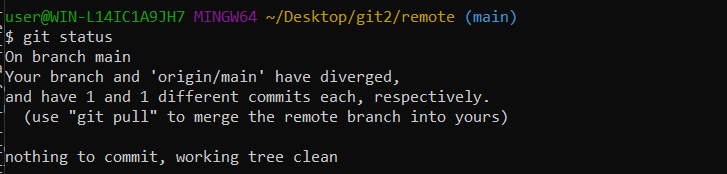 user@WIN-L14IC1A9JH7 MINGW64 ~/Desktop/git2/remote (main)
$ git status
On branch main
Your branch and 'origin/main' have diverged,
and have 1 and 1 different commits each, respectively.
  (use "git pull" to merge the remote branch into yours)

nothing to commit, working tree clean